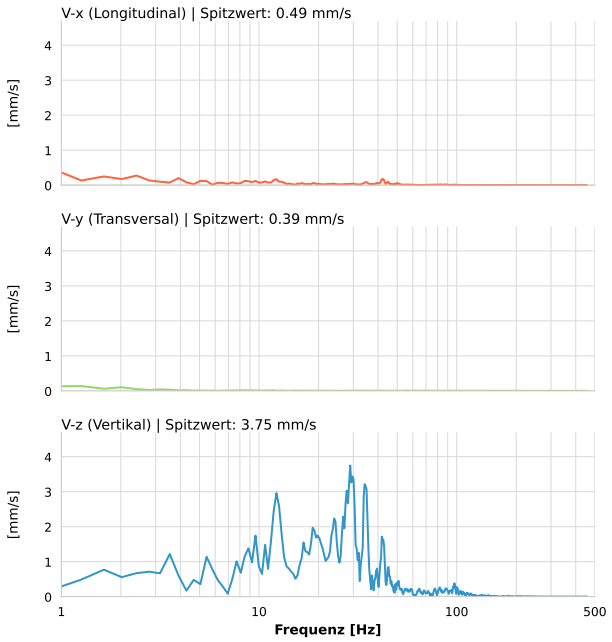 V-x (Longitudinal) | Spitzwert: 0.49 mm/s
4
3
2
1
0
[mm/s]
V-y (Transversal) | Spitzwert: 0.39 mm/s
4
3
2
1
0
[mm/s]
V-z (Vertikal) | Spitzwert: 3.75 mm/s
4
3
2
1
0
[mm/s]
1 10 100 500
Frequenz [Hz]